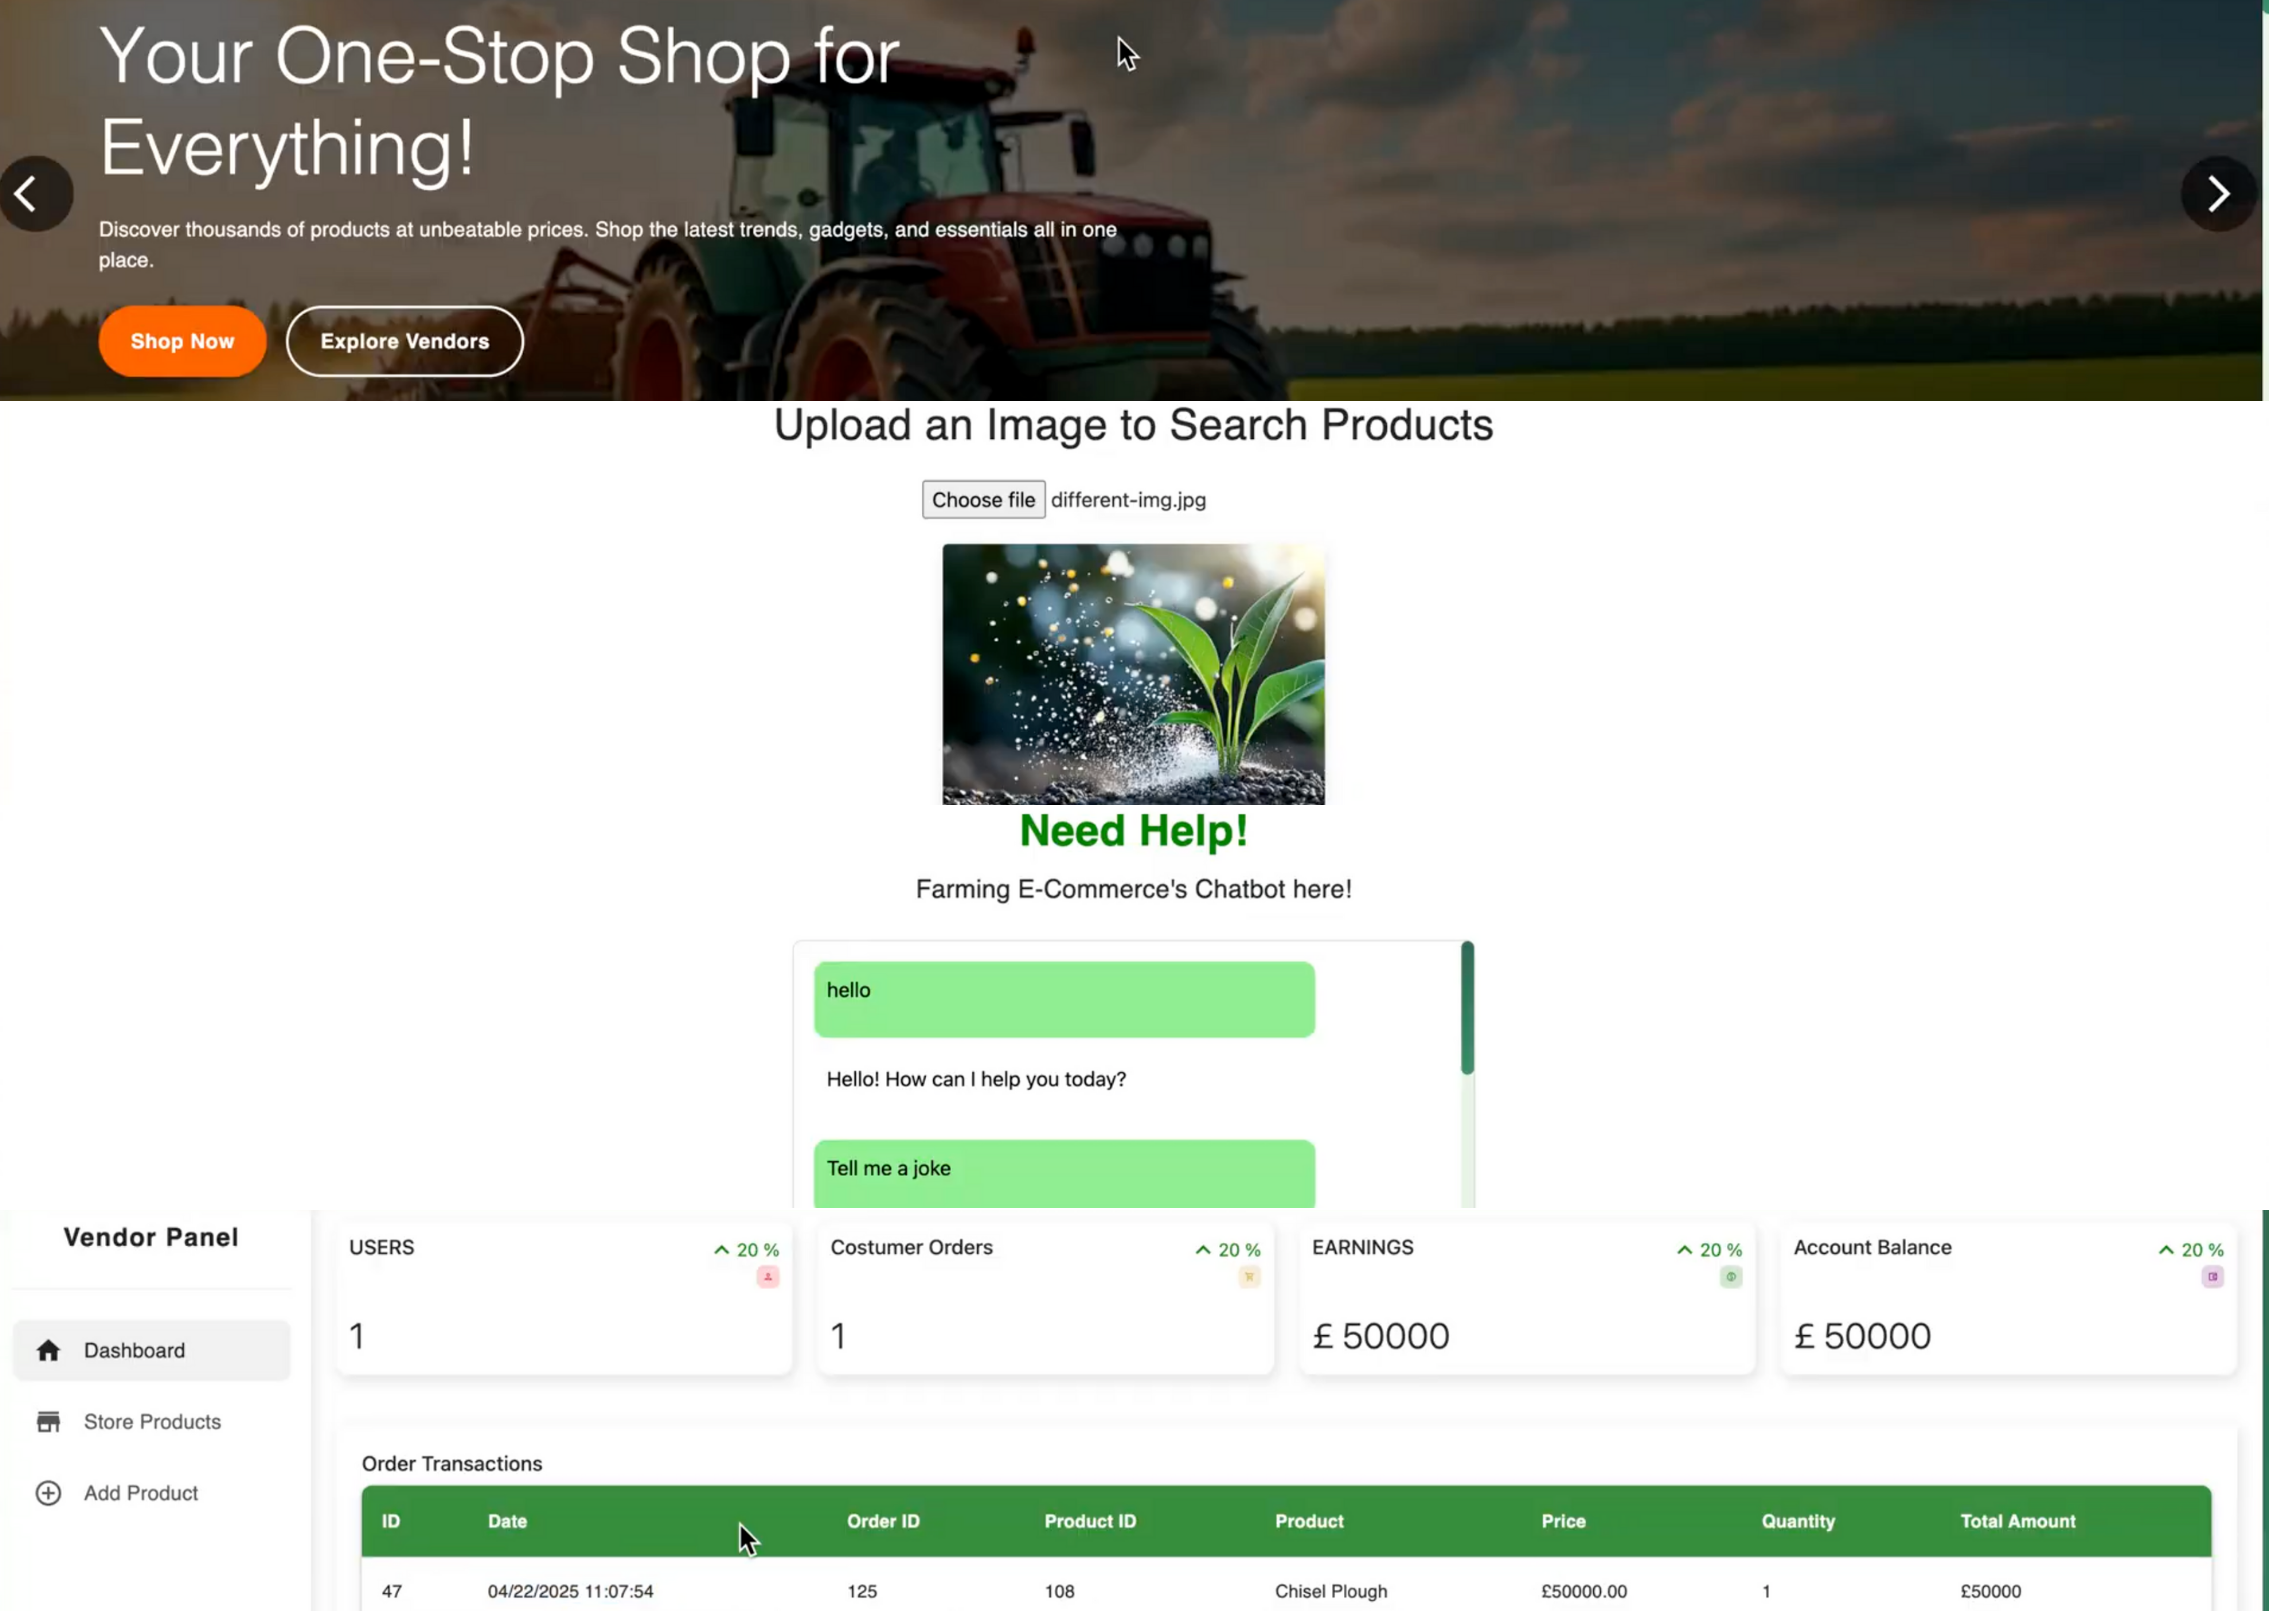 Your One-Stop Shop for
Everything!
Discover thousands of products at unbeatable prices. Shop the latest trends, gadgets, and essentials all in one
place.
Shop Now Explore Vendors
Upload an Image to Search Products
Choose file different-img.jpg
Need Help!
Farming E-Commerce's Chatbot here!
hello
Hello! How can I help you today?
Tell me a joke
Vendor Panel
Dashboard
Store Products
Add Product
USERS 20 %
1
Costumer Orders 20 %
1
EARNINGS 20 %
£ 50000
Account Balance 20 %
£ 50000
Order Transactions
ID Date Order ID Product ID Product Price Quantity Total Amount
47 04/22/2025 11:07:54 125 108 Chisel Plough £50000.00 1 £50000